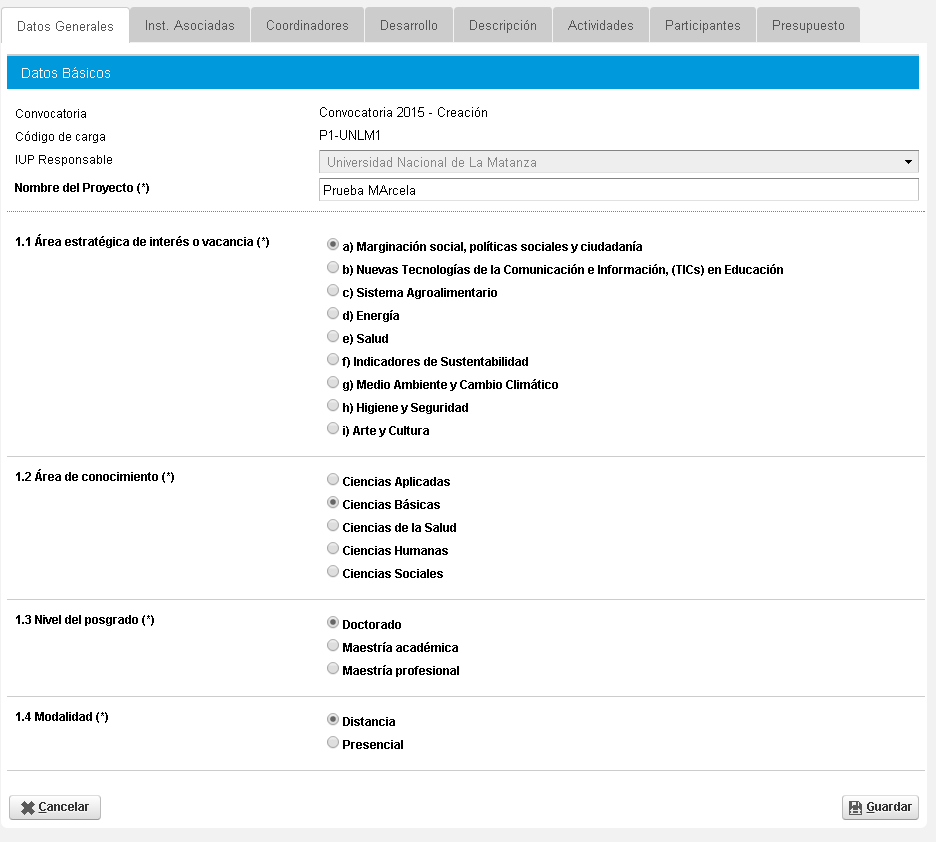 Datos Generales Inst. Asociadas Coordinadores Desarrollo Descripción Actividades Participantes Presupuesto
Datos Básicos
Convocatoria Convocatoria 2015 - Creación
Código de carga P1-UNLM1
IUP Responsable Universidad Nacional de La Matanza
Nombre del Proyecto (*) Prueba MArcela
1.1 Área estratégica de interés o vacancia (*) a) Marginación social, políticas sociales y ciudadanía
b) Nuevas Tecnologías de la Comunicación e Información, (TICs) en Educación
c) Sistema Agroalimentario
d) Energía
e) Salud
f) Indicadores de Sustentabilidad
g) Medio Ambiente y Cambio Climático
h) Higiene y Seguridad
i) Arte y Cultura
1.2 Área de conocimiento (*) Ciencias Aplicadas
Ciencias Básicas
Ciencias de la Salud
Ciencias Humanas
Ciencias Sociales
1.3 Nivel del posgrado (*) Doctorado
Maestría académica
Maestría profesional
1.4 Modalidad (*) Distancia
Presencial
Cancelar Guardar